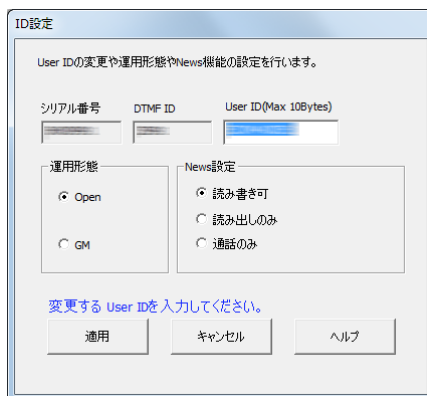 ID設定
User IDの変更や運用形態やNews機能の設定を行います。
シリアル番号 DTMF ID User ID(Max 10Bytes)
運用形態 News設定
Open 読み書き可
読み出しのみ
GM 通話のみ
変更する User IDを入力してください。
適用 キャンセル ヘルプ